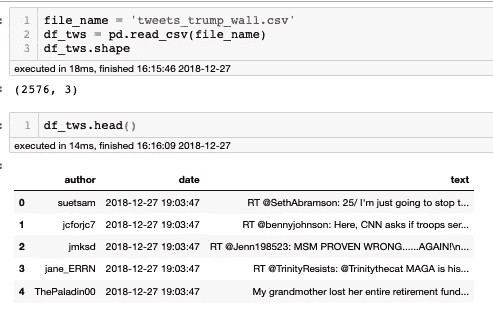 1 file_name = 'tweets_trump_wall.csv'
2 df_tws = pd.read_csv(file_name)
3 df_tws.shape
executed in 18ms, finished 16:15:46 2018-12-27
(2576, 3)
1 df_tws.head()
executed in 14ms, finished 16:16:09 2018-12-27
author date text
0 suetsam 2018-12-27 19:03:47 RT @SethAbramson: 25/ I'm just going to stop t...
1 jcforjc7 2018-12-27 19:03:47 RT @bennyjohnson: Here, CNN asks if troops ser...
2 jmksd 2018-12-27 19:03:47 RT @Jenn198523: MSM PROVEN WRONG......AGAIN!\n...
3 jane_ERRN 2018-12-27 19:03:47 RT @TrinityResists: @Trinitythecat MAGA is his...
4 ThePaladin00 2018-12-27 19:03:47 My grandmother lost her entire retirement fund...